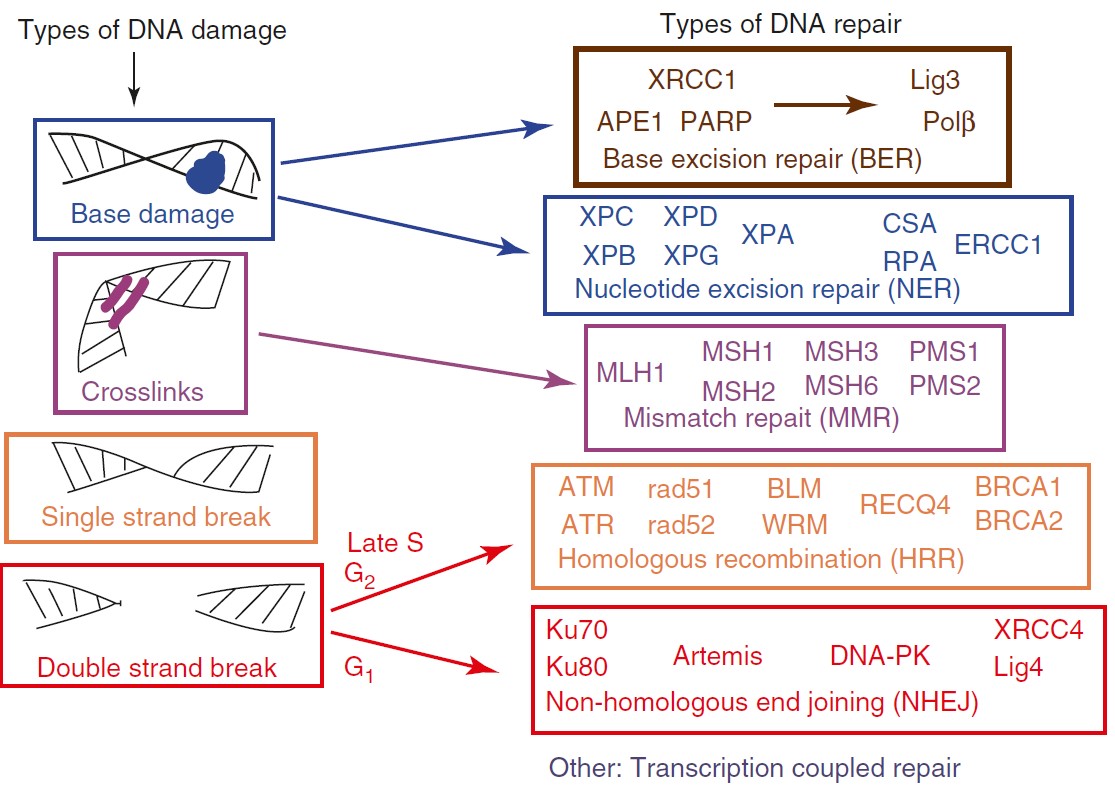 Types of DNA damage
Types of DNA repair
Base damage
Crosslinks
Single strand break
Double strand break
Late S
G2
G1
XRCC1
Lig3
APE1 PARP
Polβ
Base excision repair (BER)
XPC XPD
XPA
CSA
ERCC1
XPB XPG
RPA
Nucleotide excision repair (NER)
MLH1
MSH1 MSH3 PMS1
MSH2 MSH6 PMS2
Mismatch repait (MMR)
ATM rad51 BLM
RECQ4
BRCA1
ATR rad52 WRM
BRCA2
Homologous recombination (HRR)
Ku70
XRCC4
Ku80
Artemis DNA-PK
Lig4
Non-homologous end joining (NHEJ)
Other: Transcription coupled repair